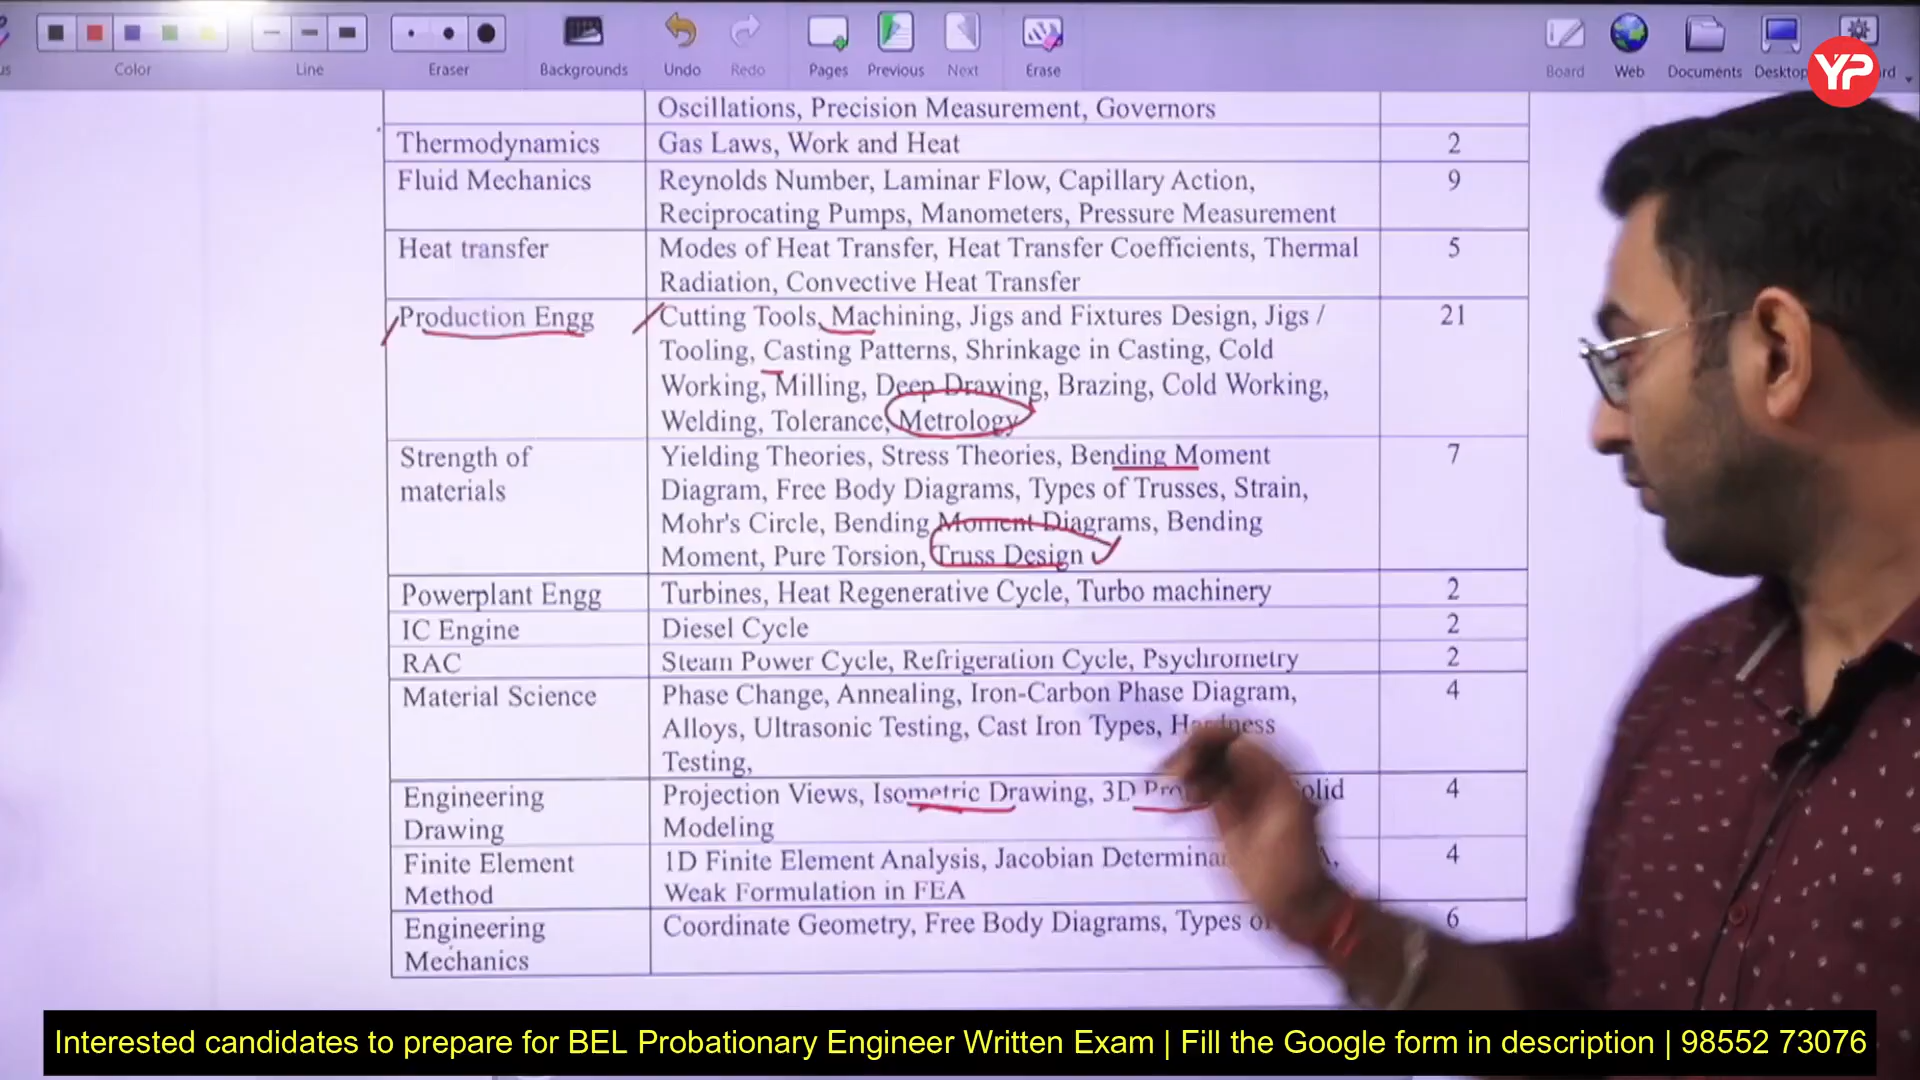 us
Color
Line
Eraser
Backgrounds
Undo
Redo
Pages
Previous
Next
Erase
Board
Web
Documents
Desktop
YP
Oscillations, Precision Measurement, Governors
Thermodynamics
Gas Laws, Work and Heat
2
Fluid Mechanics
Reynolds Number, Laminar Flow, Capillary Action,
Reciprocating Pumps, Manometers, Pressure Measurement
9
Heat transfer
Modes of Heat Transfer, Heat Transfer Coefficients, Thermal
Radiation, Convective Heat Transfer
5
Production Engg
Cutting Tools, Machining, Jigs and Fixtures Design, Jigs /
Tooling, Casting Patterns, Shrinkage in Casting, Cold
Working, Milling, Deep Drawing, Brazing, Cold Working,
Welding, Tolerance, Metrology
21
Strength of
materials
Yielding Theories, Stress Theories, Bending Moment
Diagram, Free Body Diagrams, Types of Trusses, Strain,
Mohr's Circle, Bending Moment Diagrams, Bending
Moment, Pure Torsion, Truss Design
7
Powerplant Engg
Turbines, Heat Regenerative Cycle, Turbo machinery
2
IC Engine
Diesel Cycle
2
RAC
Steam Power Cycle, Refrigeration Cycle, Psychrometry
2
Material Science
Phase Change, Annealing, Iron-Carbon Phase Diagram,
Alloys, Ultrasonic Testing, Cast Iron Types, Hardness
Testing,
4
Engineering
Drawing
Projection Views, Isometric Drawing, 3D
Modeling
4
Finite Element
Method
1D Finite Element Analysis, Jacobian
Weak Formulation in FEA
4
Engineering
Mechanics
Coordinate Geometry, Free Body Diagrams, Types
6
Interested candidates to prepare for BEL Probationary Engineer Written Exam | Fill the Google form in description | 98552 73076